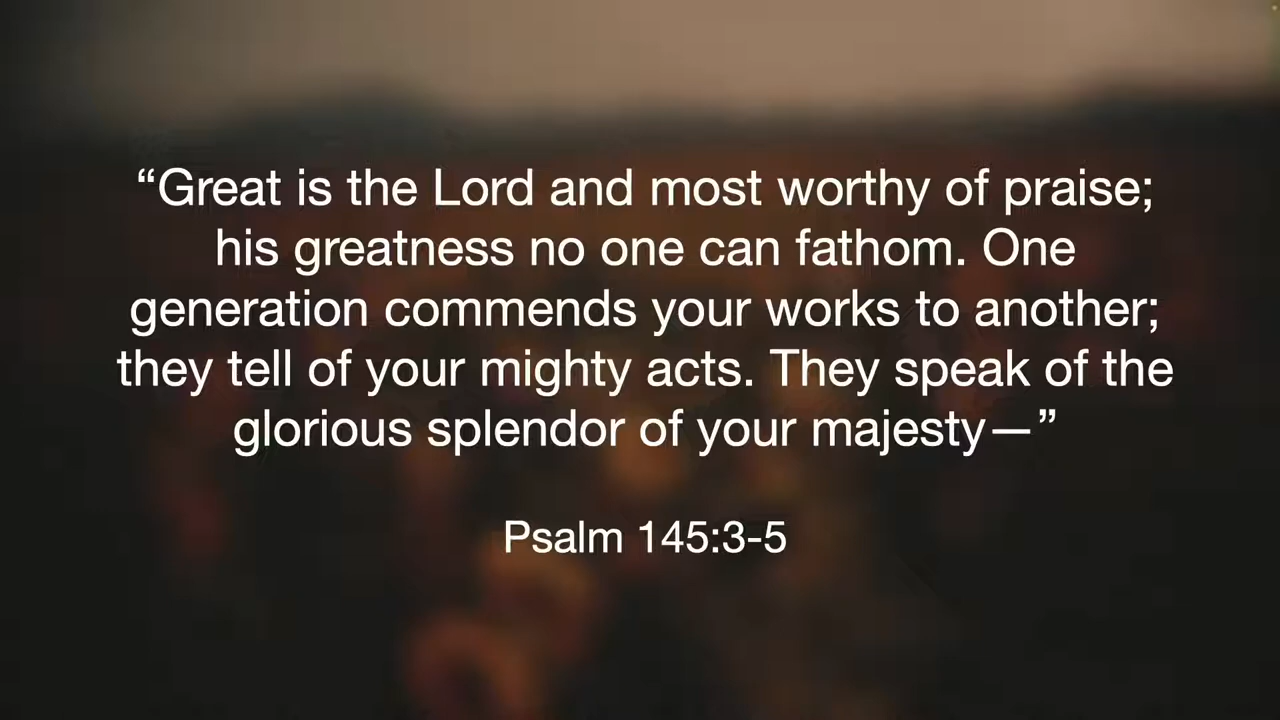 “Great is the Lord and most worthy of praise;
his greatness no one can fathom. One
generation commends your works to another;
they tell of your mighty acts. They speak of the
glorious splendor of your majesty—”
Psalm 145:3-5